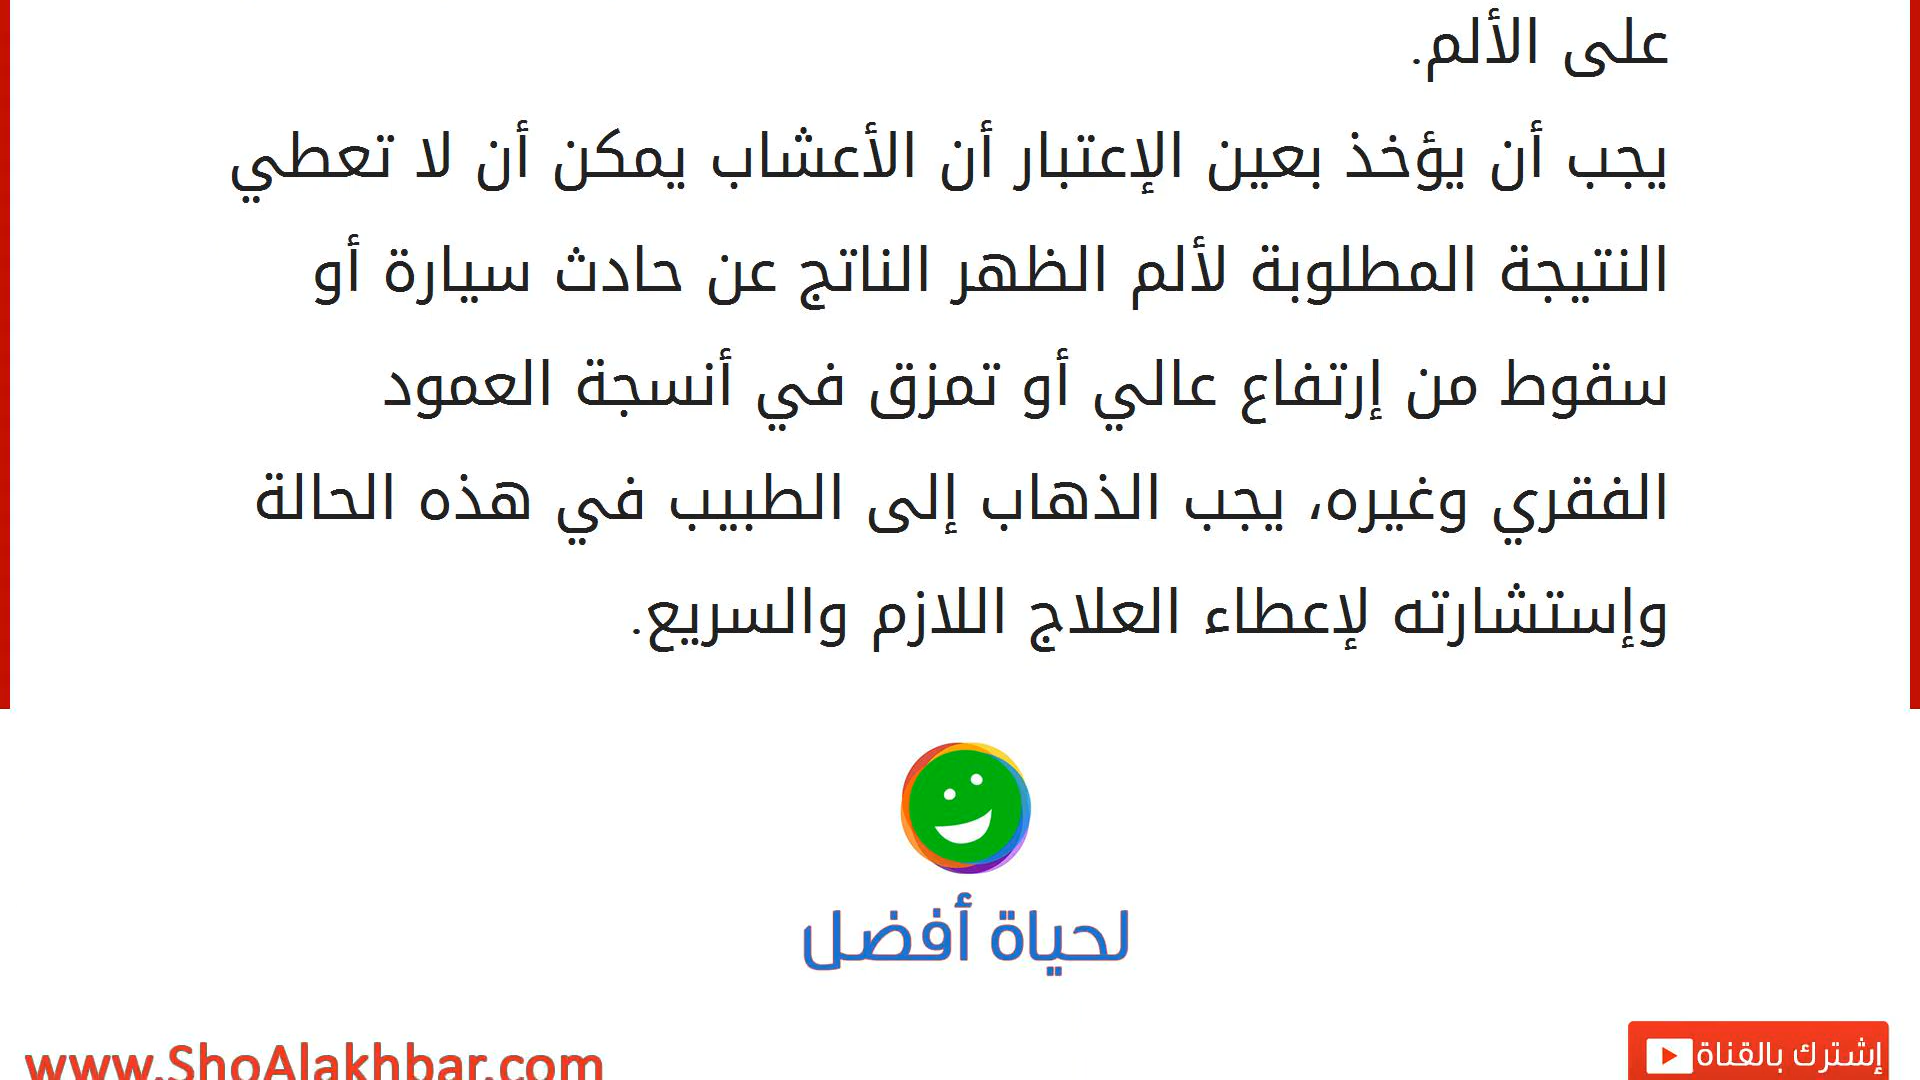 على الألم.
يجب أن يؤخذ بعين الإعتبار أن الأعشاب يمكن أن لا تعطي
النتيجة المطلوبة لألم الظهر الناتج عن حادث سيارة أو
سقوط من إرتفاع عالي أو تمزق في أنسجة العمود
الفقري وغيره، يجب الذهاب إلى الطبيب في هذه الحالة
وإستشارته لإعطاء العلاج اللازم والسريع.
لحياة أفضل
www.ShoAlakhbar.com
إشترك بالقناة